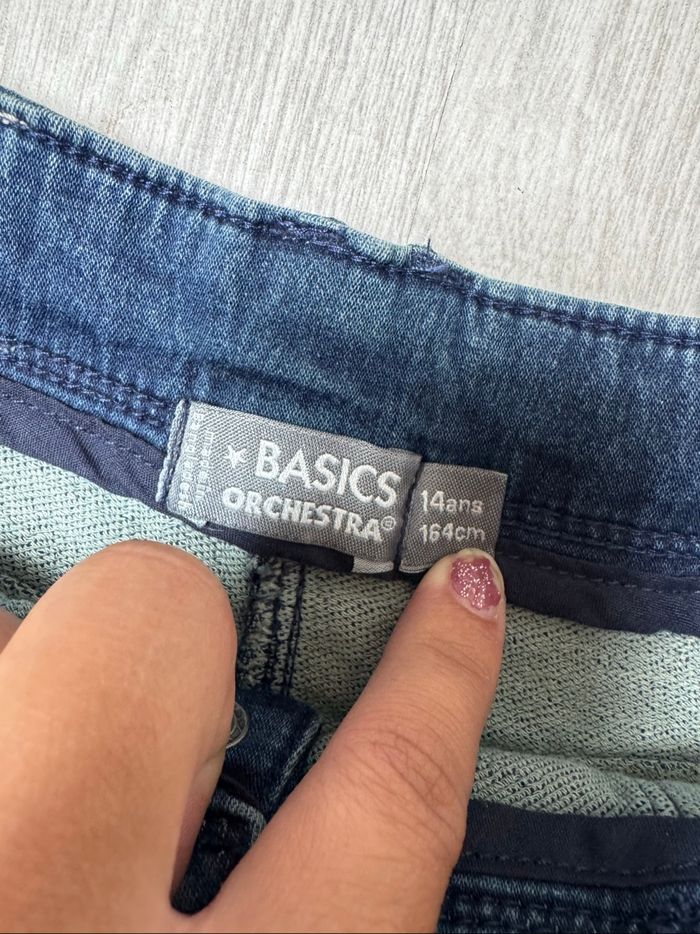 BASICS
ORCHESTRA®
14ans
164cm